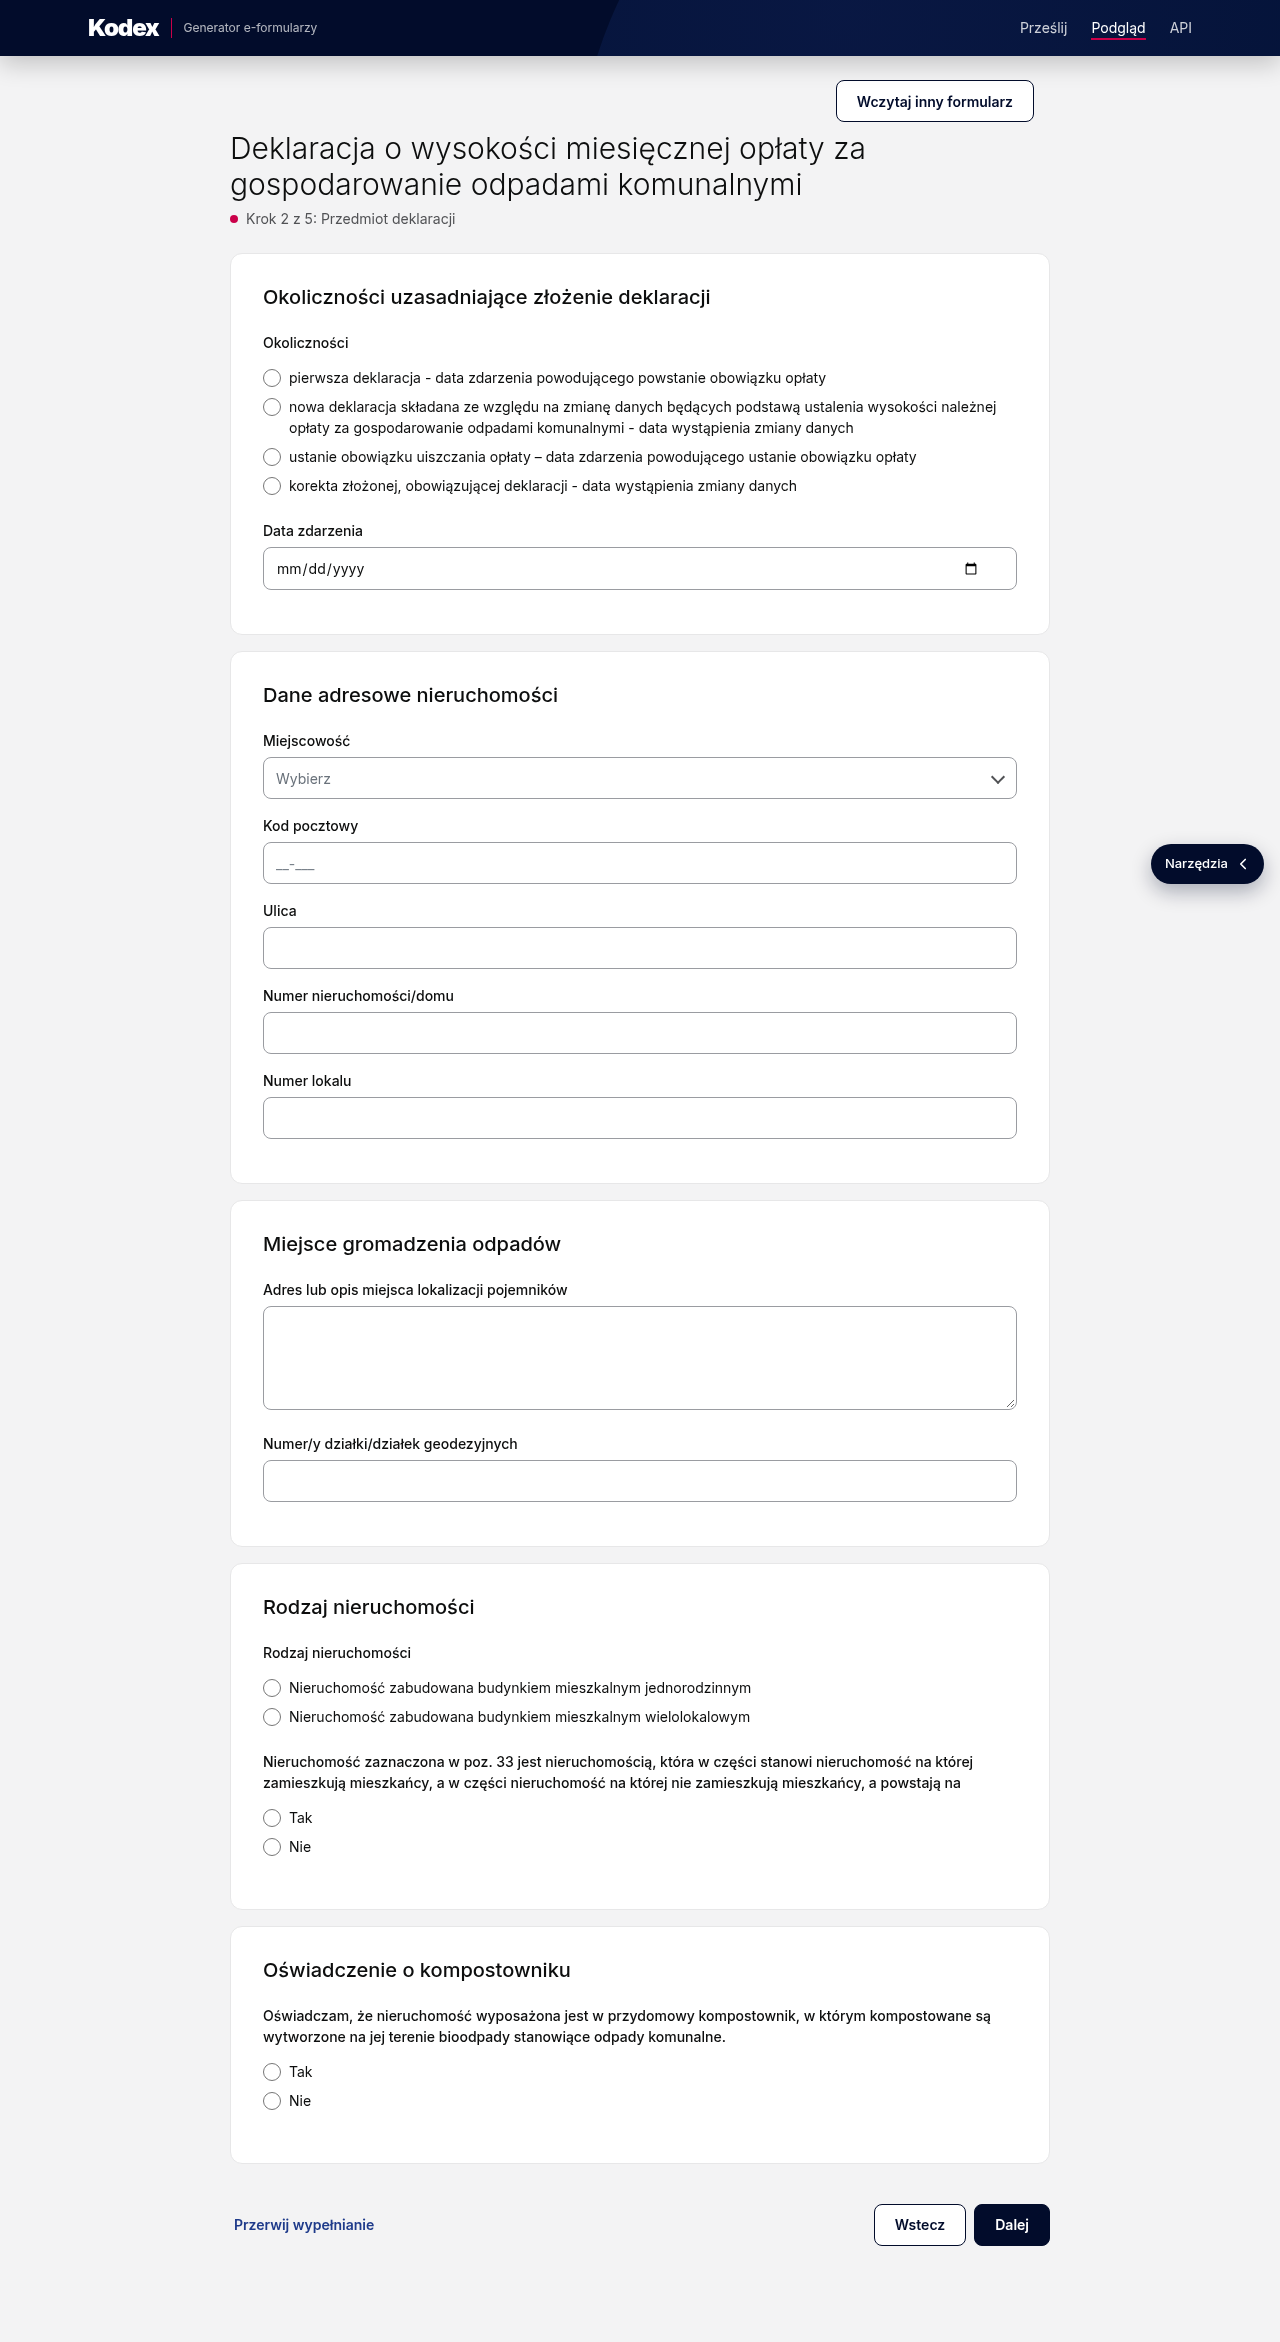 Kodex
Generator e-formularzy
Prześlij
Podgląd
API
Wczytaj inny formularz
Deklaracja o wysokości miesięcznej opłaty za
gospodarowanie odpadami komunalnymi
Krok 2 z 5: Przedmiot deklaracji
Okoliczności uzasadniające złożenie deklaracji
Okoliczności
pierwsza deklaracja - data zdarzenia powodującego powstanie obowiązku opłaty
nowa deklaracja składana ze względu na zmianę danych będących podstawą ustalenia wysokości należnej
opłaty za gospodarowanie odpadami komunalnymi - data wystąpienia zmiany danych
ustanie obowiązku uiszczania opłaty – data zdarzenia powodującego ustanie obowiązku opłaty
korekta złożonej, obowiązującej deklaracji - data wystąpienia zmiany danych
Data zdarzenia
mm/dd/yyyy
Dane adresowe nieruchomości
Miejscowość
Wybierz
Kod pocztowy
__-___
Narzędzia
Ulica
Numer nieruchomości/domu
Numer lokalu
Miejsce gromadzenia odpadów
Adres lub opis miejsca lokalizacji pojemników
Numer/y działki/działek geodezyjnych
Rodzaj nieruchomości
Rodzaj nieruchomości
Nieruchomość zabudowana budynkiem mieszkalnym jednorodzinnym
Nieruchomość zabudowana budynkiem mieszkalnym wielolokalowym
Nieruchomość zaznaczona w poz. 33 jest nieruchomością, która w części stanowi nieruchomość na której
zamieszkują mieszkańcy, a w części nieruchomość na której nie zamieszkują mieszkańcy, a powstają na
Tak
Nie
Oświadczenie o kompostowniku
Oświadczam, że nieruchomość wyposażona jest w przydomowy kompostownik, w którym kompostowane są
wytworzone na jej terenie bioodpady stanowiące odpady komunalne.
Tak
Nie
Przerwij wypełnianie
Wstecz
Dalej